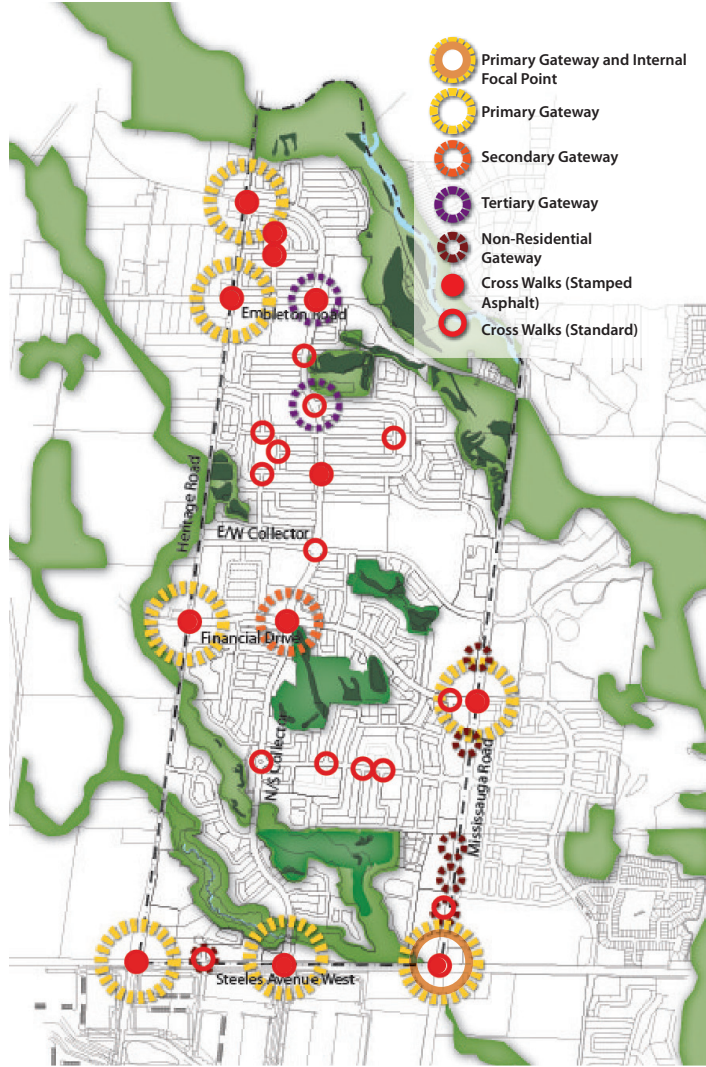 Primary Gateway and Internal
Focal Point
Primary Gateway
Secondary Gateway
Tertiary Gateway
Non-Residential
Gateway
Cross Walks (Stamped
Asphalt)
Cross Walks (Standard)
Embleton Road
Heritage Road
E/W Collector
Financial Drive
N/S Collector
Mississauga Road
Steeles Avenue West